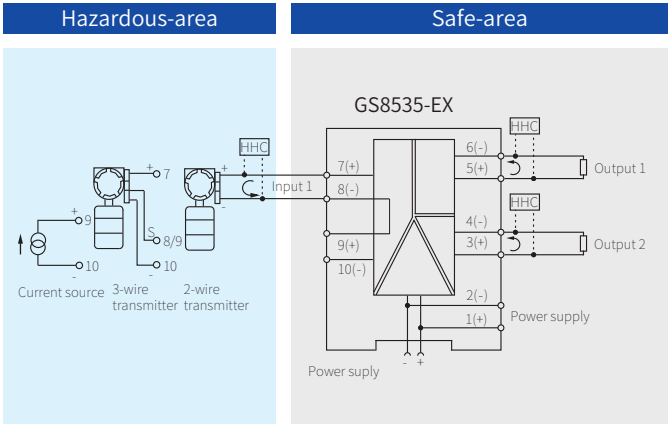 Hazardous-area
Safe-area
GS8535-EX
HHC
HHC
6(-)
5(+)
Output 1
+
7
+
-
Input 1
7(+)
8(-)
HHC
4(-)
3(+)
Output 2
+
9
S
8/9
9(+)
10(-)
10
-
10
-
Current source
3-wire
transmitter
2-wire
transmitter
2(-)
1(+)
Power supply
- +
Power suply